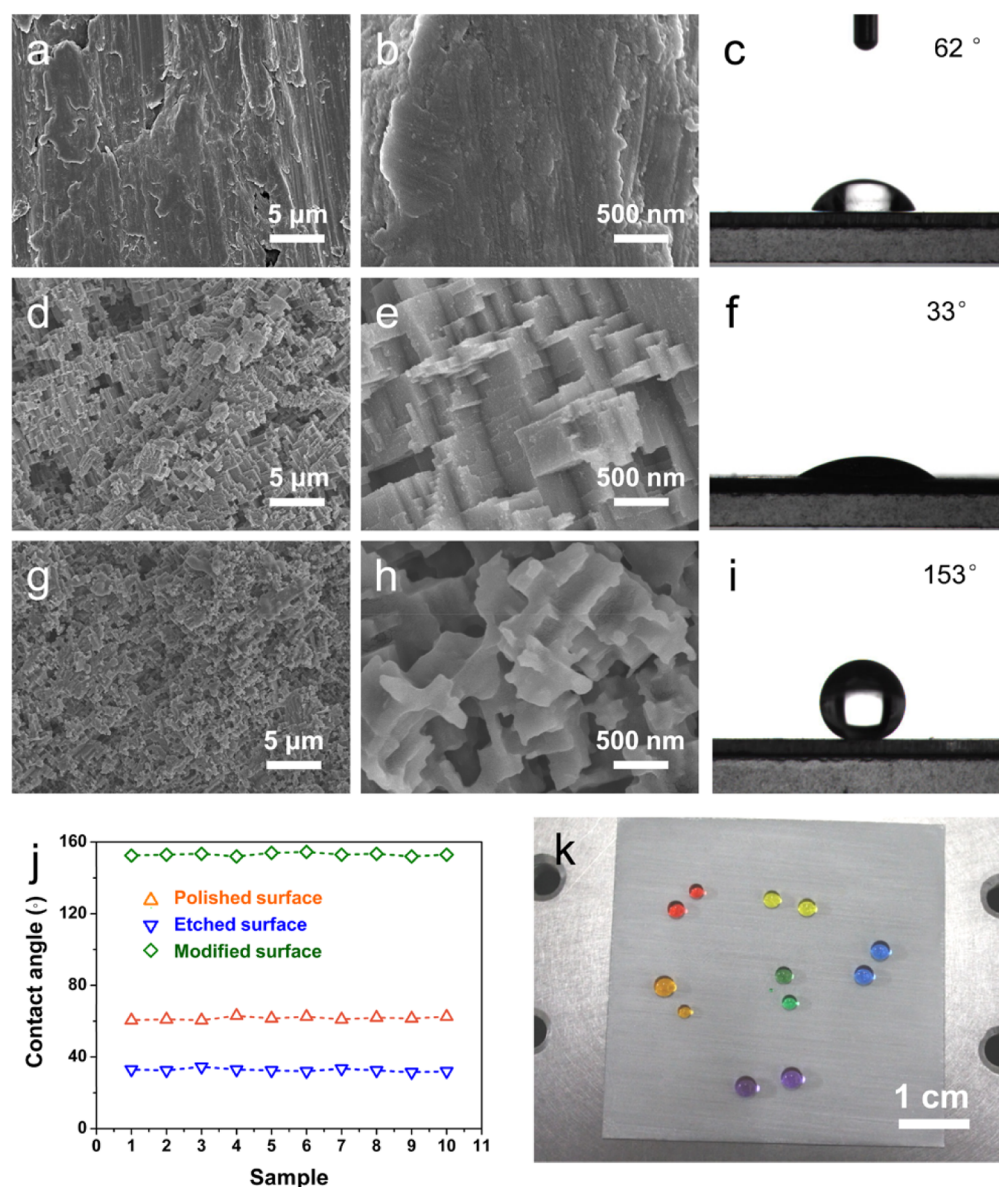 a
5 μm
b
500 nm
c
62 °
d
5 μm
e
500 nm
f
33°
g
5 μm
h
500 nm
i
153°
j
160
120
80
40
0
Contact angle (°)
Polished surface
Etched surface
Modified surface
0 1 2 3 4 5 6 7 8 9 10 11
Sample
k
1 cm